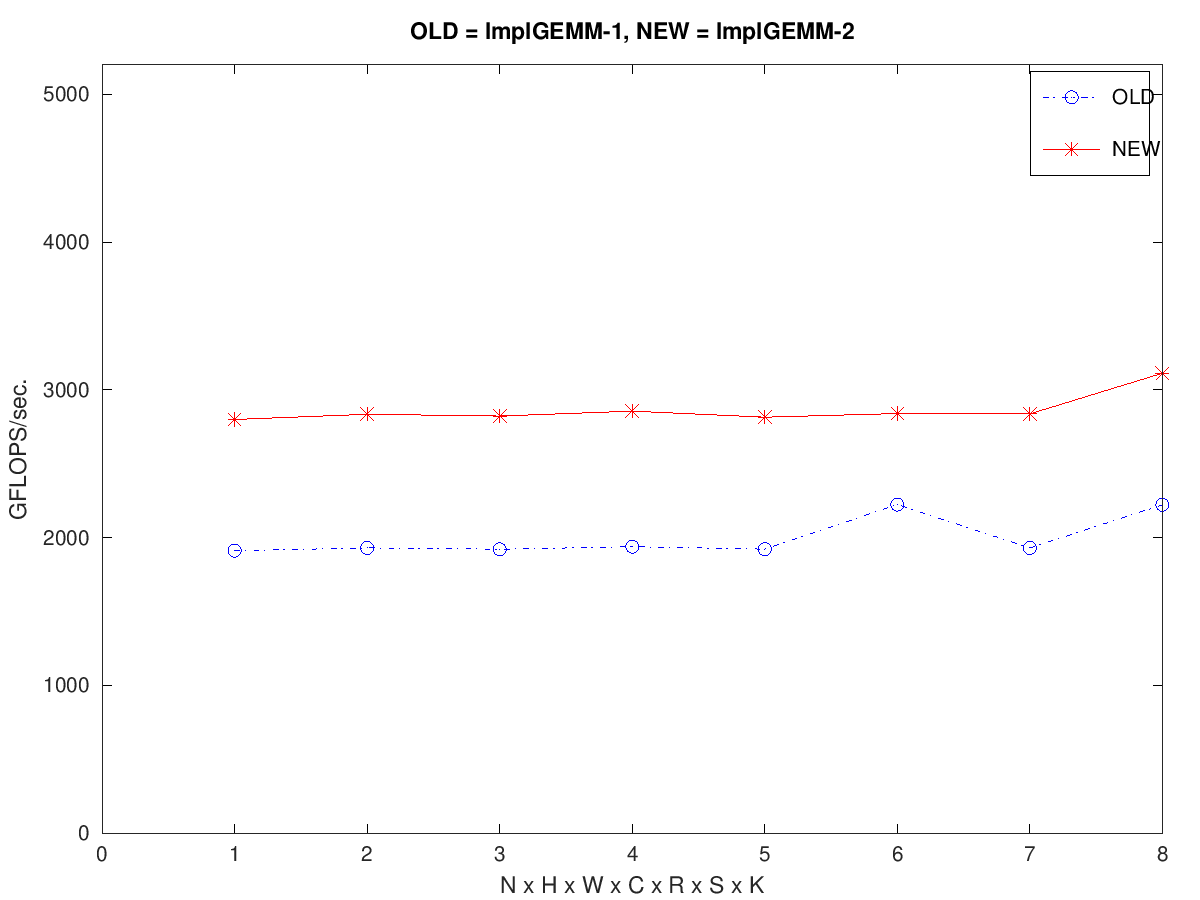 OLD = ImplGEMM-1, NEW = ImplGEMM-2
OLD
NEW
5000
4000
3000
2000
1000
0
GFLOPS/sec.
0 1 2 3 4 5 6 7 8
N x H x W x C x R x S x K